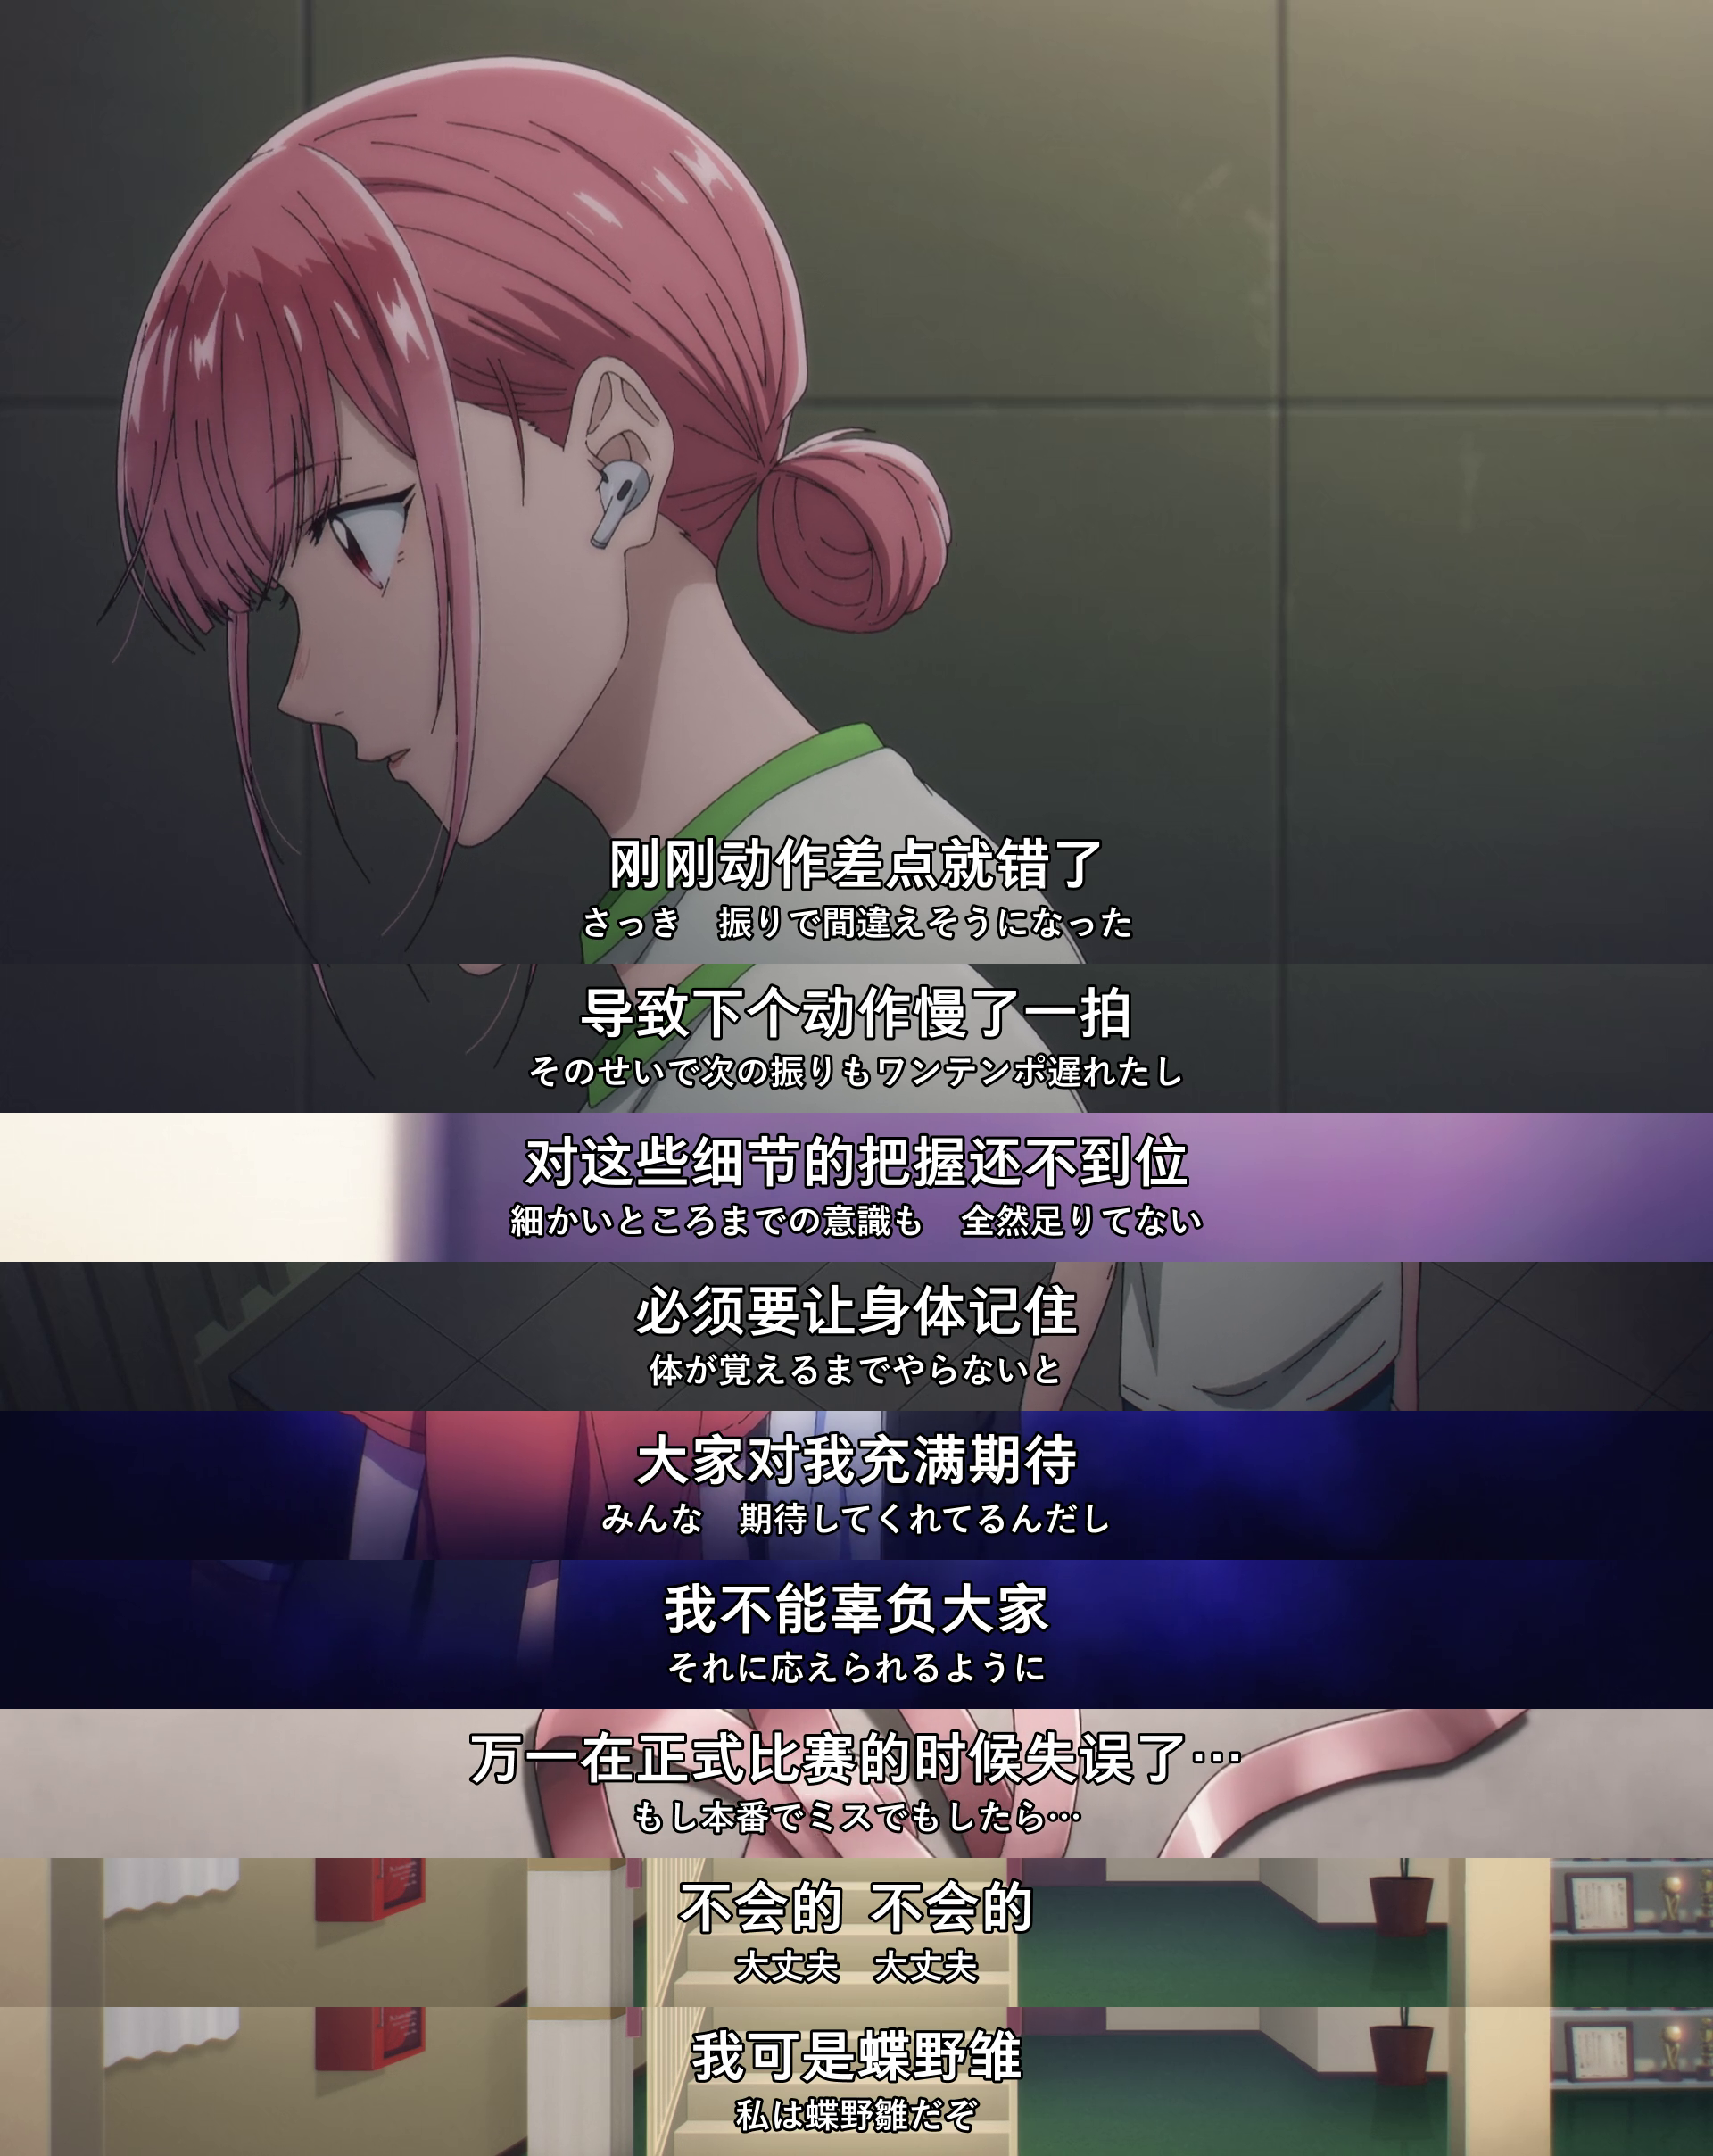 刚刚动作差点就错了
さっき　振りで間違えそうになった
导致下个动作慢了一拍
そのせいで次の振りもワンテンポ遅れたし
对这些细节的把握还不到位
細かいところまでの意識も　全然足りてない
必须要让身体记住
体が覚えるまでやらないと
大家对我充满期待
みんな　期待してくれてるんだし
我不能辜负大家
それに応えられるように
万一在正式比赛的时候失误了…
もし本番でミスでもしたら…
不会的 不会的
大丈夫　大丈夫
我可是蝶野雏
私は蝶野雛だぞ